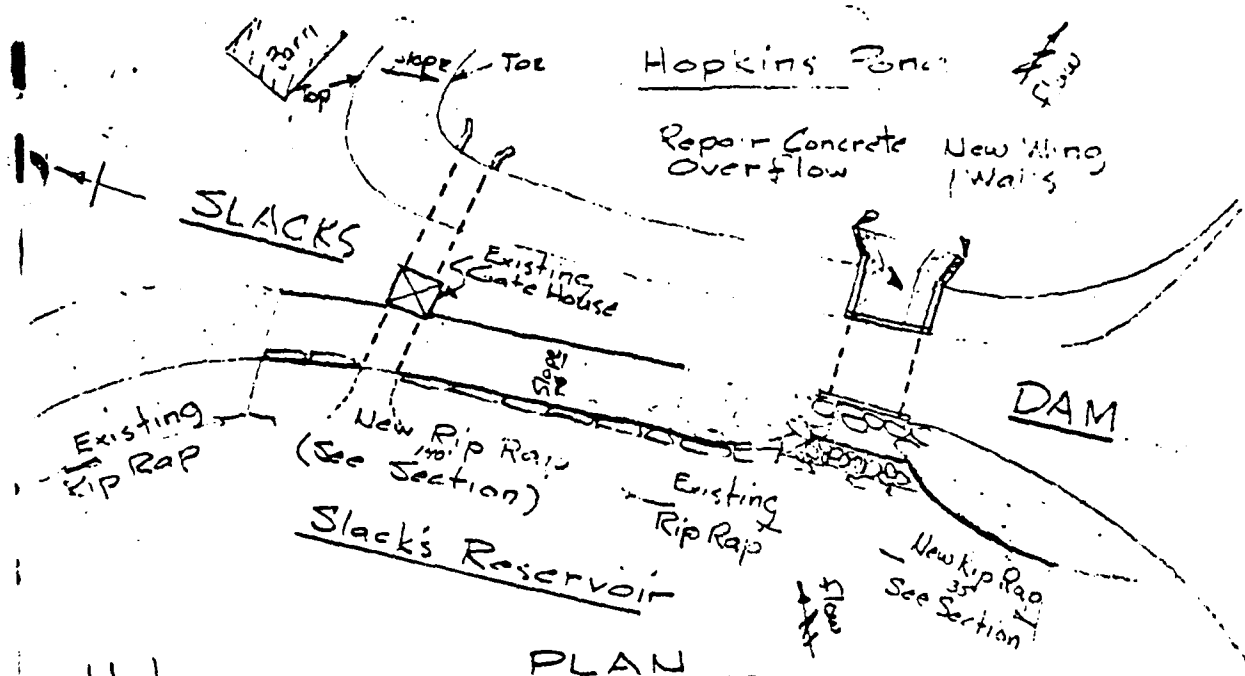 Barn
Top
Slope
Toe
Hopkins Pond
Flow
Repair Concrete
Overflow
New Wing
Walls
SLACKS
Existing
Gate House
Slope
DAM
Existing
Rip Rap
New Rip Rap
140'
(See Section)
Existing
Rip Rap
Slack's Reservoir
New Rip Rap
35'
See Section
Flow
PLAN